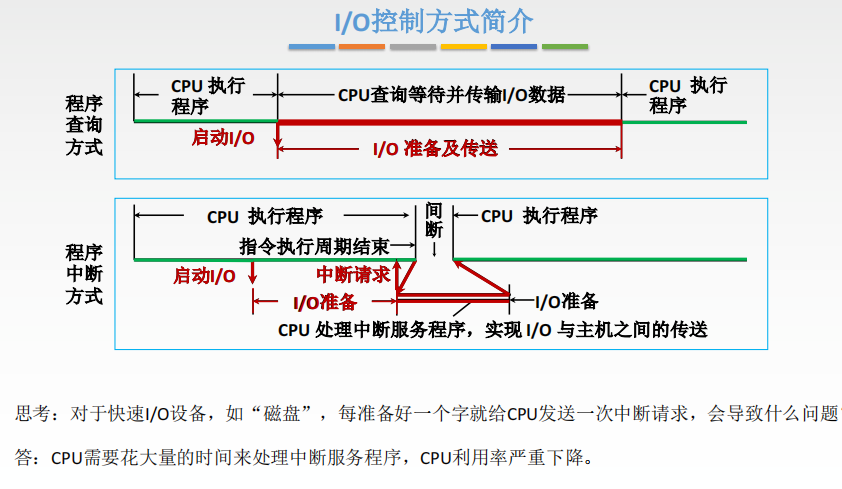 I/O控制方式简介
程序
查询
方式
CPU 执行
程序
CPU查询等待并传输I/O数据
CPU 执行
程序
启动I/O
I/O 准备及传送
程序
中断
方式
CPU 执行程序
间
断
CPU 执行程序
指令执行周期结束
启动I/O
中断请求
I/O准备
I/O准备
CPU 处理中断服务程序，实现 I/O 与主机之间的传送
思考：对于快速I/O设备，如“磁盘”，每准备好一个字就给CPU发送一次中断请求，会导致什么问题
答：CPU需要花大量的时间来处理中断服务程序，CPU利用率严重下降。